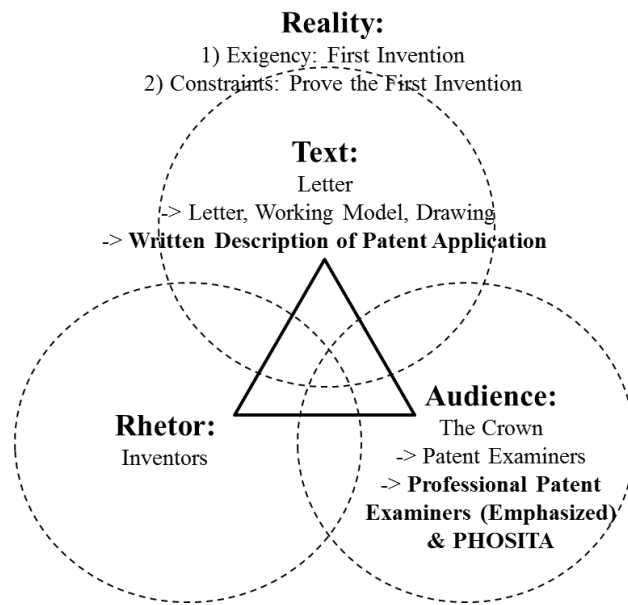 Reality:
1) Exigency: First Invention
2) Constraints: Prove the First Invention
Text:
Letter
-> Letter, Working Model, Drawing
-> Written Description of Patent Application
Rhetor:
Inventors
Audience:
The Crown
-> Patent Examiners
-> Professional Patent
Examiners (Emphasized)
& PHOSITA